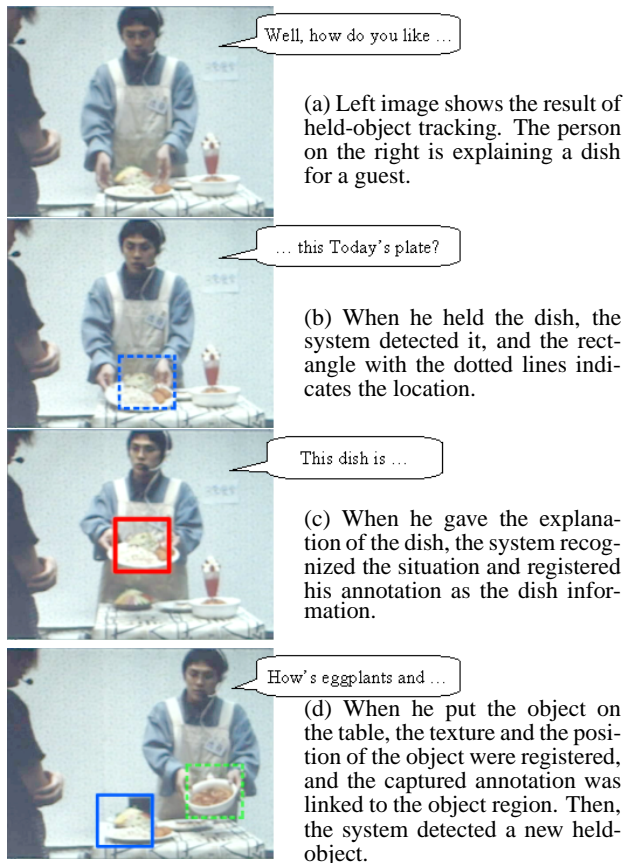 Well, how do you like …
(a) Left image shows the result of
held-object tracking. The person
on the right is explaining a dish
for a guest.
… this Today's plate?
(b) When he held the dish, the
system detected it, and the rect-
angle with the dotted lines indi-
cates the location.
This dish is …
(c) When he gave the explana-
tion of the dish, the system recog-
nized the situation and registered
his annotation as the dish infor-
mation.
How's eggplants and …
(d) When he put the object on
the table, the texture and the posi-
tion of the object were registered,
and the captured annotation was
linked to the object region. Then,
the system detected a new held-
object.